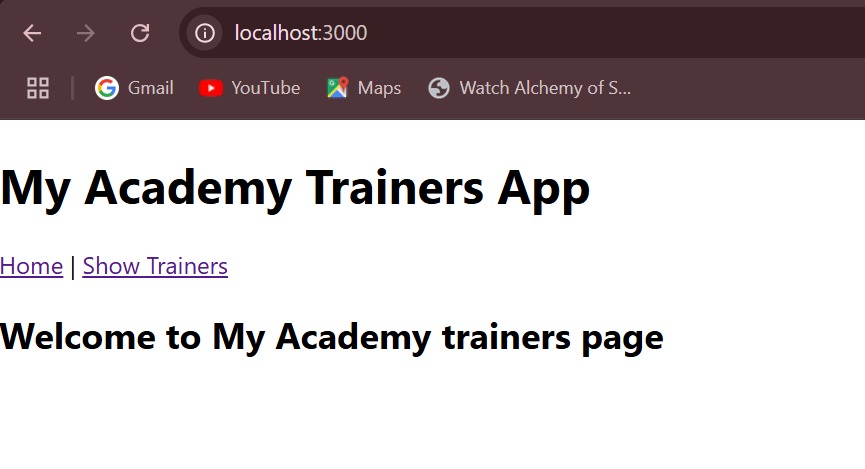 localhost:3000
Gmail YouTube Maps Watch Alchemy of S...
My Academy Trainers App
Home | Show Trainers
Welcome to My Academy trainers page